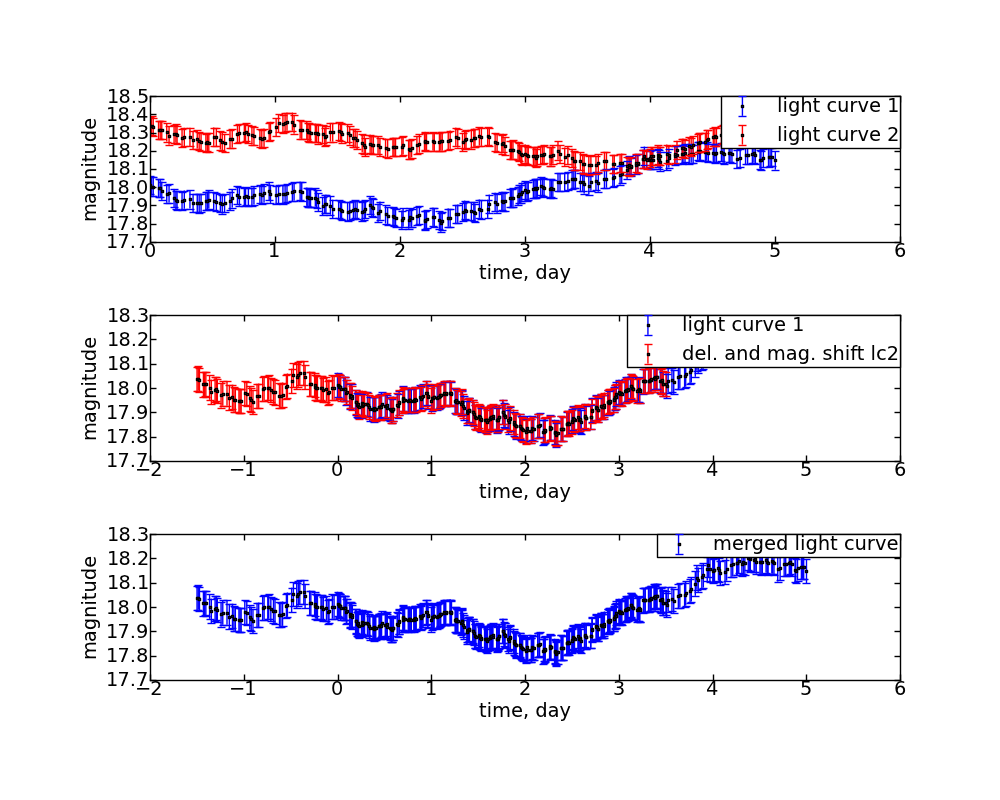 18.5
18.4
18.3
18.2
18.1
18.0
17.9
17.8
17.7
magnitude
light curve 1
light curve 2
0 1 2 3 4 5 6
time, day
18.3
18.2
18.1
18.0
17.9
17.8
17.7
magnitude
light curve 1
del. and mag. shift lc2
−2 −1 0 1 2 3 4 5 6
time, day
18.3
18.2
18.1
18.0
17.9
17.8
17.7
magnitude
merged light curve
−2 −1 0 1 2 3 4 5 6
time, day